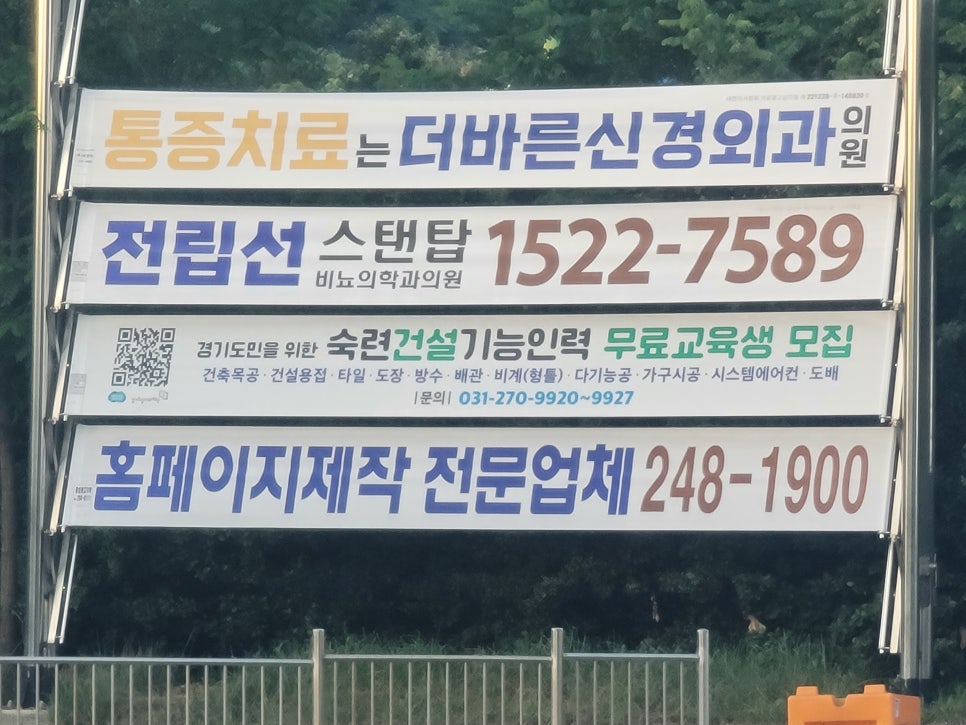 통증치료는 더바른신경외과의원
전립선 스탠탑 비뇨의학과의원 1522-7589
경기도민을 위한 숙련건설기능인력 무료교육생 모집
건축목공·건설용접·타일·도장·방수·배관·비계(형틀)·다기능공·가구시공·시스템에어컨·도배
|문의| 031-270-9920~9927
홈페이지제작 전문업체 248-1900